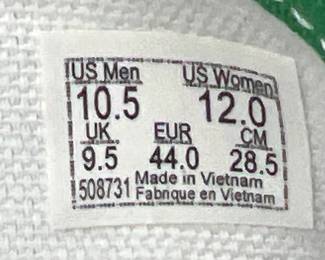 US Men US Women
10.5 12.0
UK EUR CM
9.5 44.0 28.5
508731 Made in Vietnam
Fabrique en Vietnam